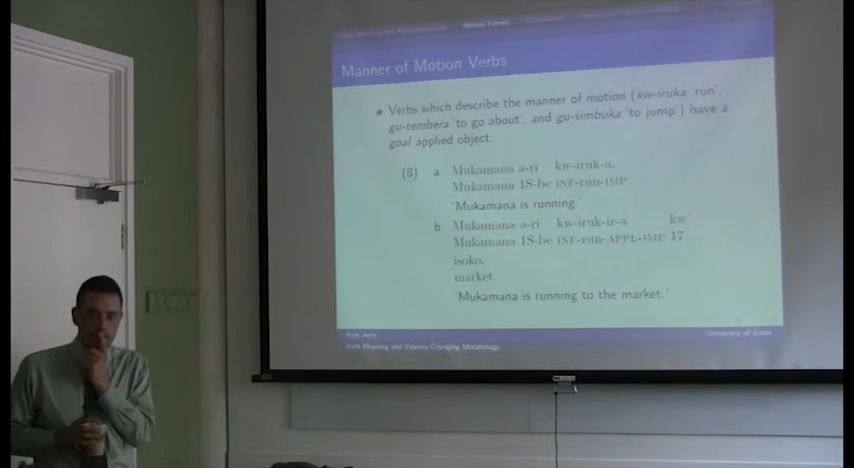 Motion Events
Manner of Motion Verbs
Verbs which describe the manner of motion (kw-iruka 'run',
gu-tembera 'to go about', and gu-simbuka 'to jump') have a
goal applied object:
(8) a. Mukamana a-ri kw-iruk-a.
Mukamana 1S-be INF-run-IMP
'Mukamana is running.'
b. Mukamana a-ri kw-iruk-ir-a kw'
Mukamana 1S-be INF-run-APPL-IMP 17
isoko.
market
'Mukamana is running to the market.'
University of
Verb Meaning and Valency-Changing Morphology